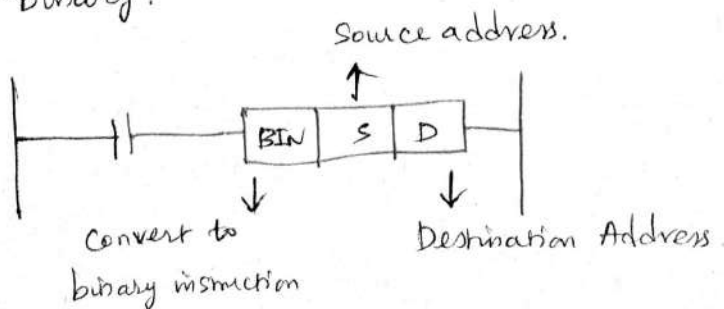 Binary.
Source address.
BIN S D
Convert to
binary instruction
Destination Address.